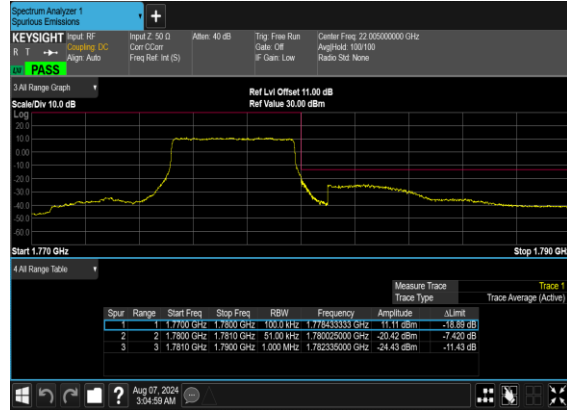 Spectrum Analyzer 1
Spurious Emissions
KEYSIGHT Input: RF Input Z: 50 Ω Atten: 40 dB Trig: Free Run Center Freq: 22.005000000 GHz
R T Coupling: DC Corr CCorr Gate: Off Avg|Hold: 100/100
Align: Auto Freq Ref: Int (S) IF Gain: Low Radio Std: None
PASS
3 All Range Graph
Ref Lvl Offset 11.00 dB
Scale/Div 10.0 dB Ref Value 30.00 dBm
Log
20.0
10.0
0.00
-10.0
-20.0
-30.0
-40.0
-50.0
-60.0
Start 1.770 GHz Stop 1.790 GH
4 All Range Table
Measure Trace Trace 1
Trace Type Trace Average (Active)
Spur Range Start Freq Stop Freq RBW Frequency Amplitude ΔLimit
1 1 1.7700 GHz 1.7800 GHz 100.0 kHz 1.778433333 GHz 11.11 dBm -18.89 dB
2 2 1.7800 GHz 1.7810 GHz 51.00 kHz 1.780025000 GHz -20.42 dBm -7.420 dB
3 3 1.7810 GHz 1.7900 GHz 1.000 MHz 1.782335000 GHz -24.43 dBm -11.43 dB
? Aug 07, 2024
3:04:59 AM